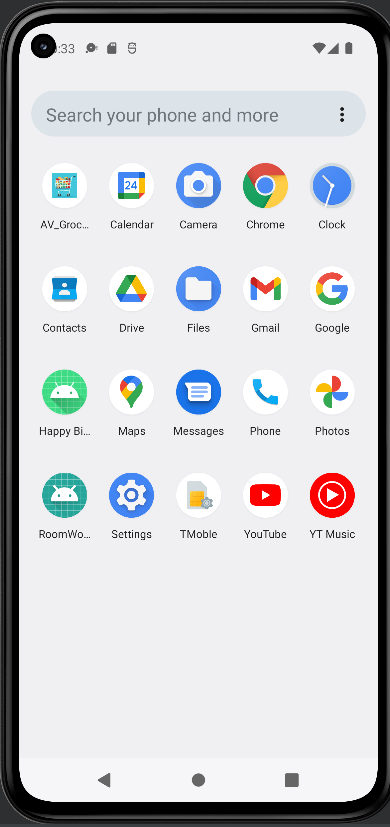 :33
Search your phone and more
AV_Groc...
24
Calendar
Camera
Chrome
Clock
Contacts
Drive
Files
Gmail
Google
Happy Bi...
Maps
Messages
Phone
Photos
RoomWo...
Settings
TMoble
YouTube
YT Music